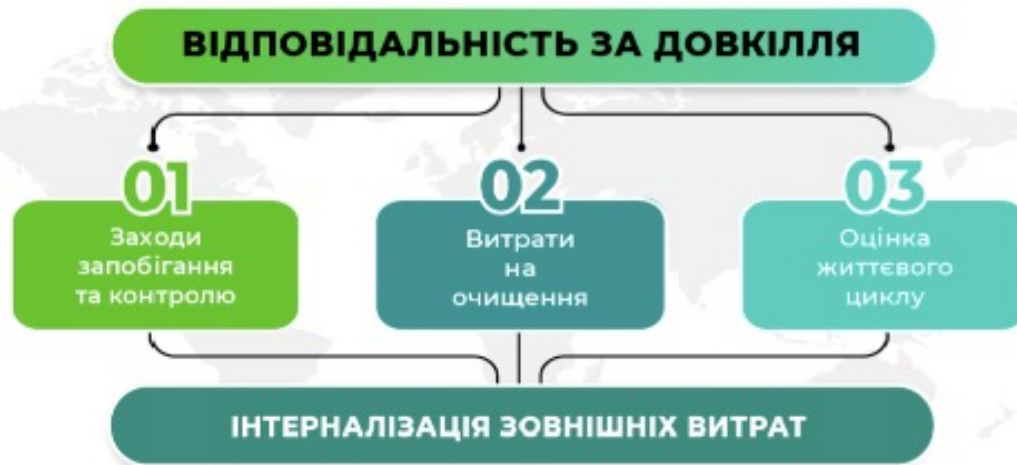 ВІДПОВІДАЛЬНІСТЬ ЗА ДОВКІЛЛЯ
01
Заходи
запобігання
та контролю
02
Витрати
на
очищення
03
Оцінка
життєвого
циклу
ІНТЕРНАЛІЗАЦІЯ ЗОВНІШНІХ ВИТРАТ